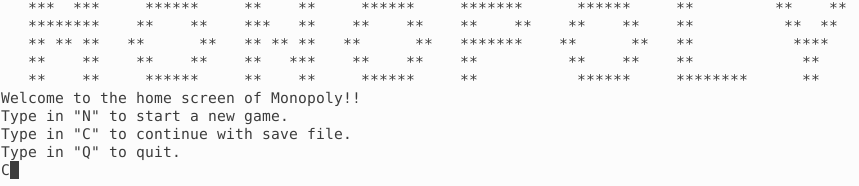 MONOPOLY
Welcome to the home screen of Monopoly!!
Type in "N" to start a new game.
Type in "C" to continue with save file.
Type in "Q" to quit.
C